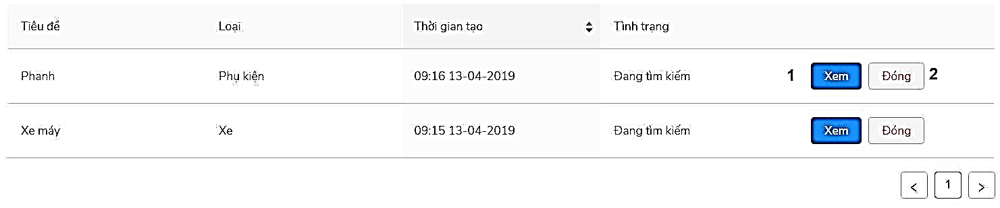 Tiêu đề Loại Thời gian tạo Tình trạng
Phanh Phụ kiện 09:16 13-04-2019 Đang tìm kiếm 1 Xem Đóng 2
Xe máy Xe 09:15 13-04-2019 Đang tìm kiếm Xem Đóng
< 1 >